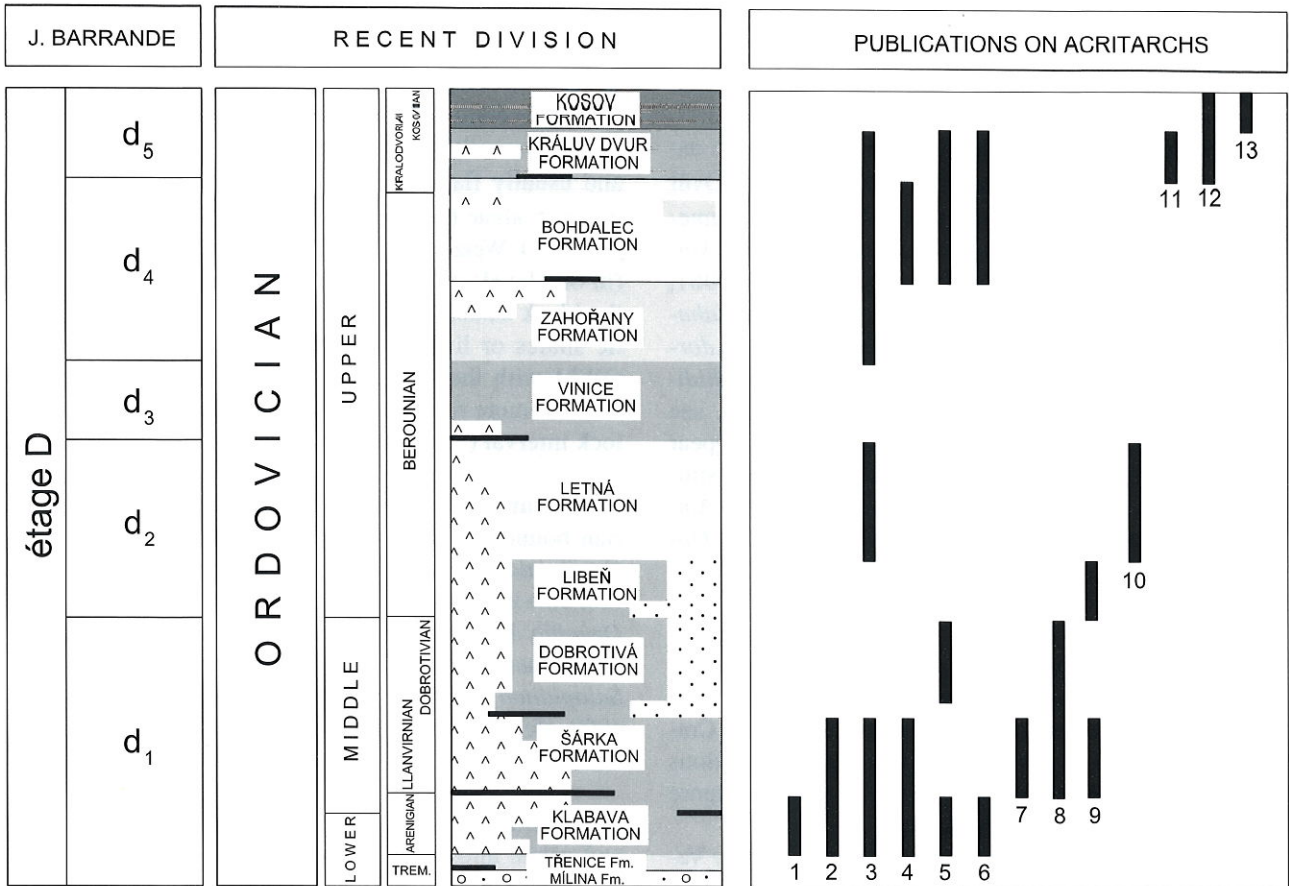 J. BARRANDE
RECENT DIVISION
PUBLICATIONS ON ACRITARCHS
étage D
d5
d4
d3
d2
d1
ORDOVICIAN
UPPER
MIDDLE
LOWER
BEROUNIAN
DOBROTIVIAN
LLANVIRNIAN
ARENIGIAN
TREM.
KOSOV
FORMATION
KRÁLUV DVUR
FORMATION
BOHDALEC
FORMATION
ZAHOŘANY
FORMATION
VINICE
FORMATION
LETNÁ
FORMATION
LIBEŇ
FORMATION
DOBROTIVÁ
FORMATION
ŠÁRKA
FORMATION
KLABAVA
FORMATION
TŘENICE Fm.
MÍLINA Fm.
13
11
12
10
7
8
9
1
2
3
4
5
6